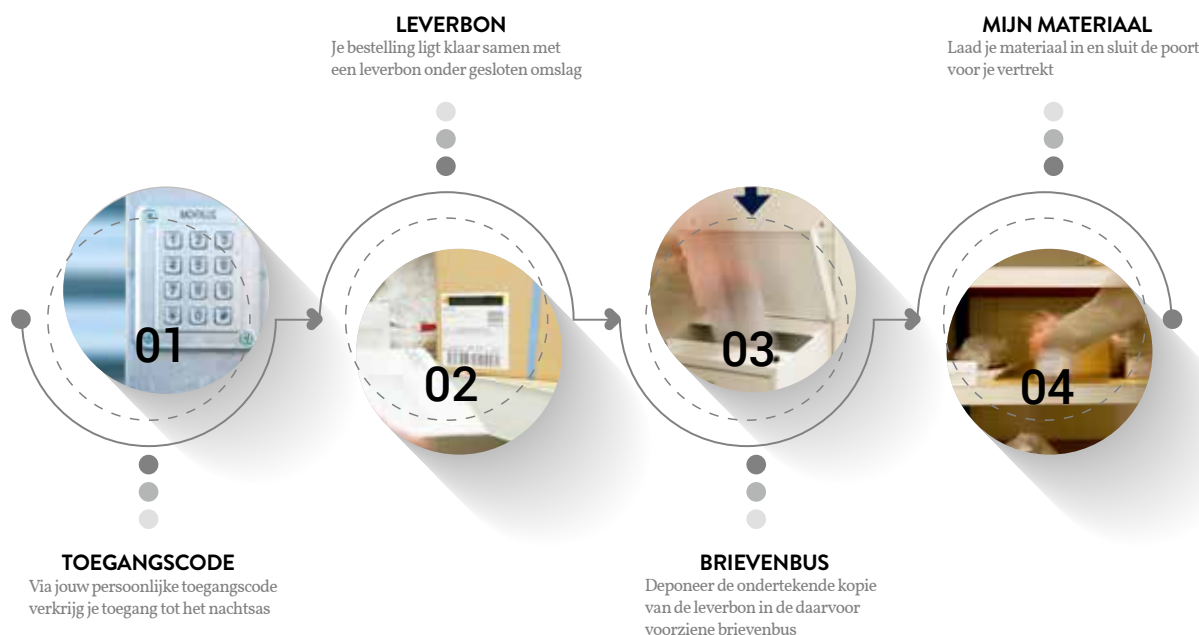 LEVERBON
Je bestelling ligt klaar samen met
een leverbon onder gesloten omslag
MIJN MATERIAAL
Laad je materiaal in en sluit de poort
voor je vertrekt
01
02
03
04
TOEGANGSCODE
Via jouw persoonlijke toegangscode
verkrijg je toegang tot het nachtsas
BRIEVENBUS
Deponeer de ondertekende kopie
van de leverbon in de daarvoor
voorziene brievenbus